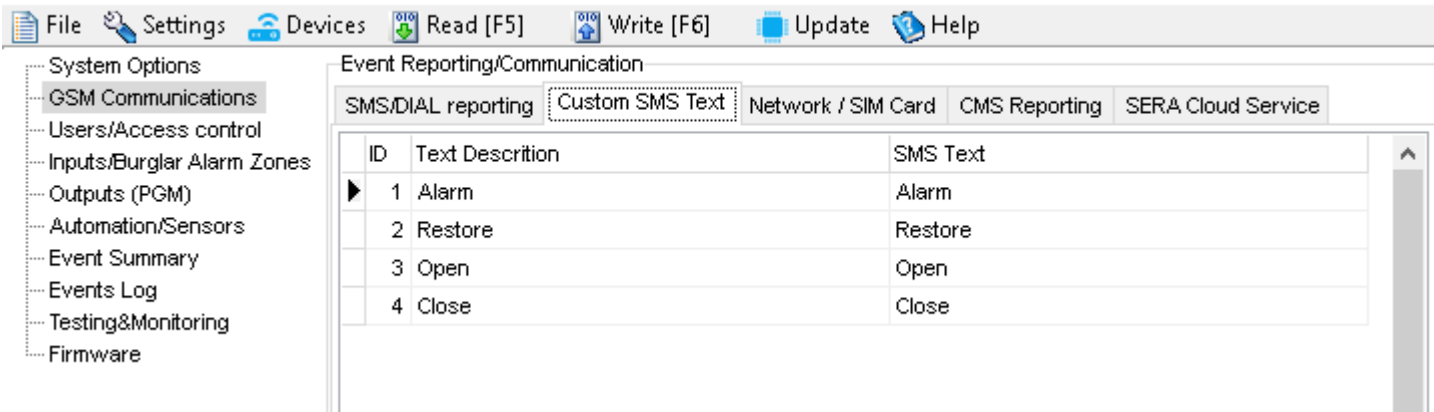 File Settings Devices Read [F5] Write [F6] Update Help
System Options
GSM Communications
Users/Access control
Inputs/Burglar Alarm Zones
Outputs (PGM)
Automation/Sensors
Event Summary
Events Log
Testing&Monitoring
Firmware
Event Reporting/Communication
SMS/DIAL reporting Custom SMS Text Network / SIM Card CMS Reporting SERA Cloud Service
ID Text Descrition SMS Text
1 Alarm Alarm
2 Restore Restore
3 Open Open
4 Close Close